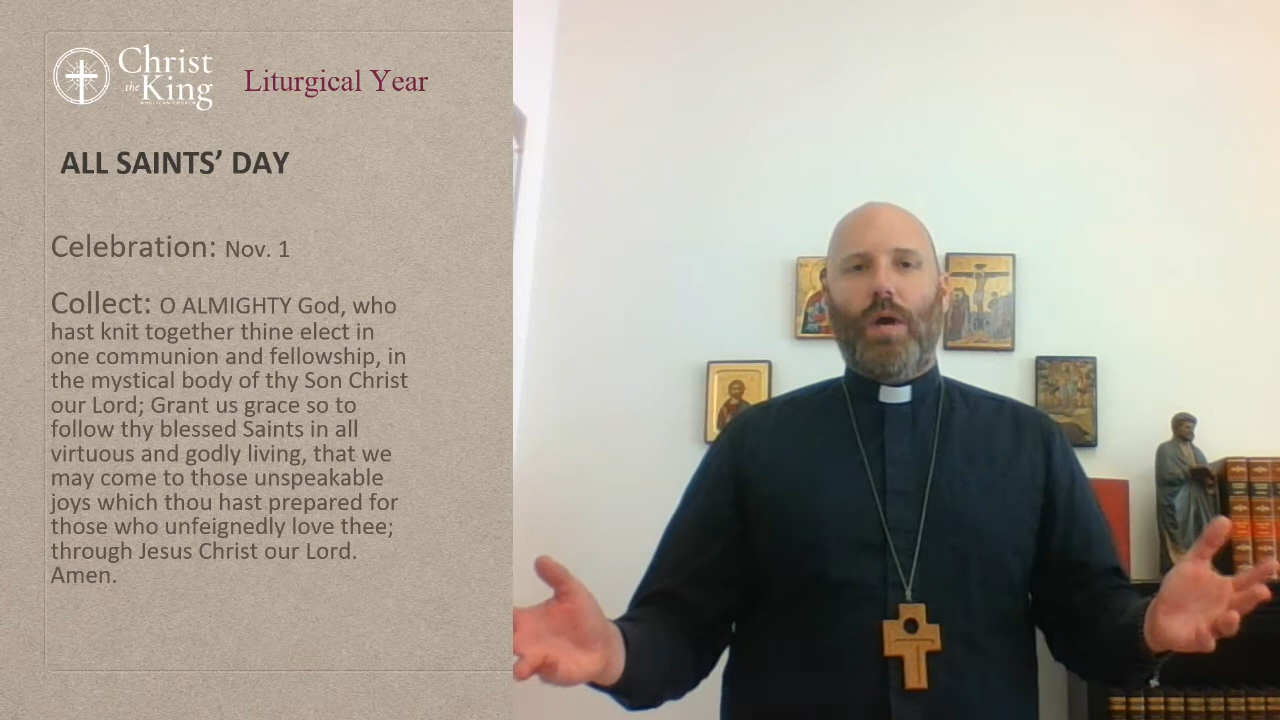 Christ
the King
ANGLICAN CHURCH
Liturgical Year
ALL SAINTS’ DAY
Celebration: Nov. 1
Collect: O ALMIGHTY God, who
hast knit together thine elect in
one communion and fellowship, in
the mystical body of thy Son Christ
our Lord; Grant us grace so to
follow thy blessed Saints in all
virtuous and godly living, that we
may come to those unspeakable
joys which thou hast prepared for
those who unfeignedly love thee;
through Jesus Christ our Lord.
Amen.